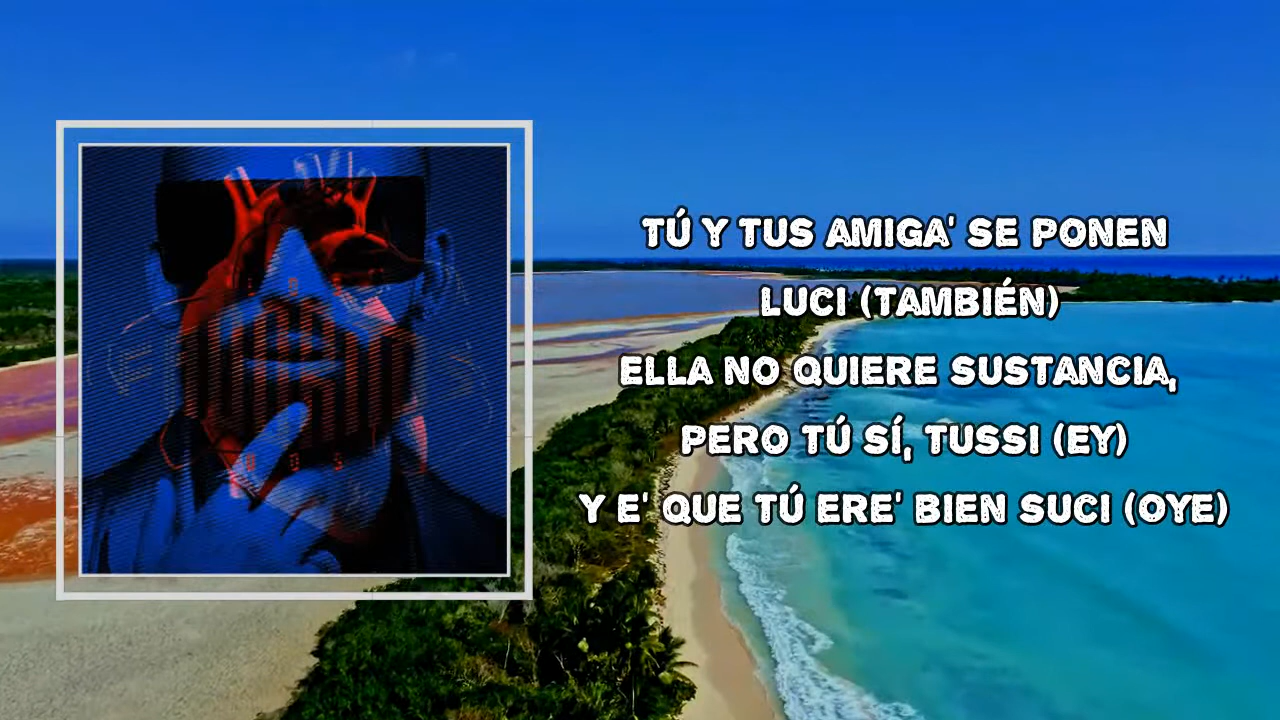 TÚ Y TUS AMIGA' SE PONEN
LUCI (TAMBIÉN)
ELLA NO QUIERE SUSTANCIA,
PERO TÚ SÍ, TUSSI (EY)
Y E' QUE TÚ ERE' BIEN SUCI (OYE)